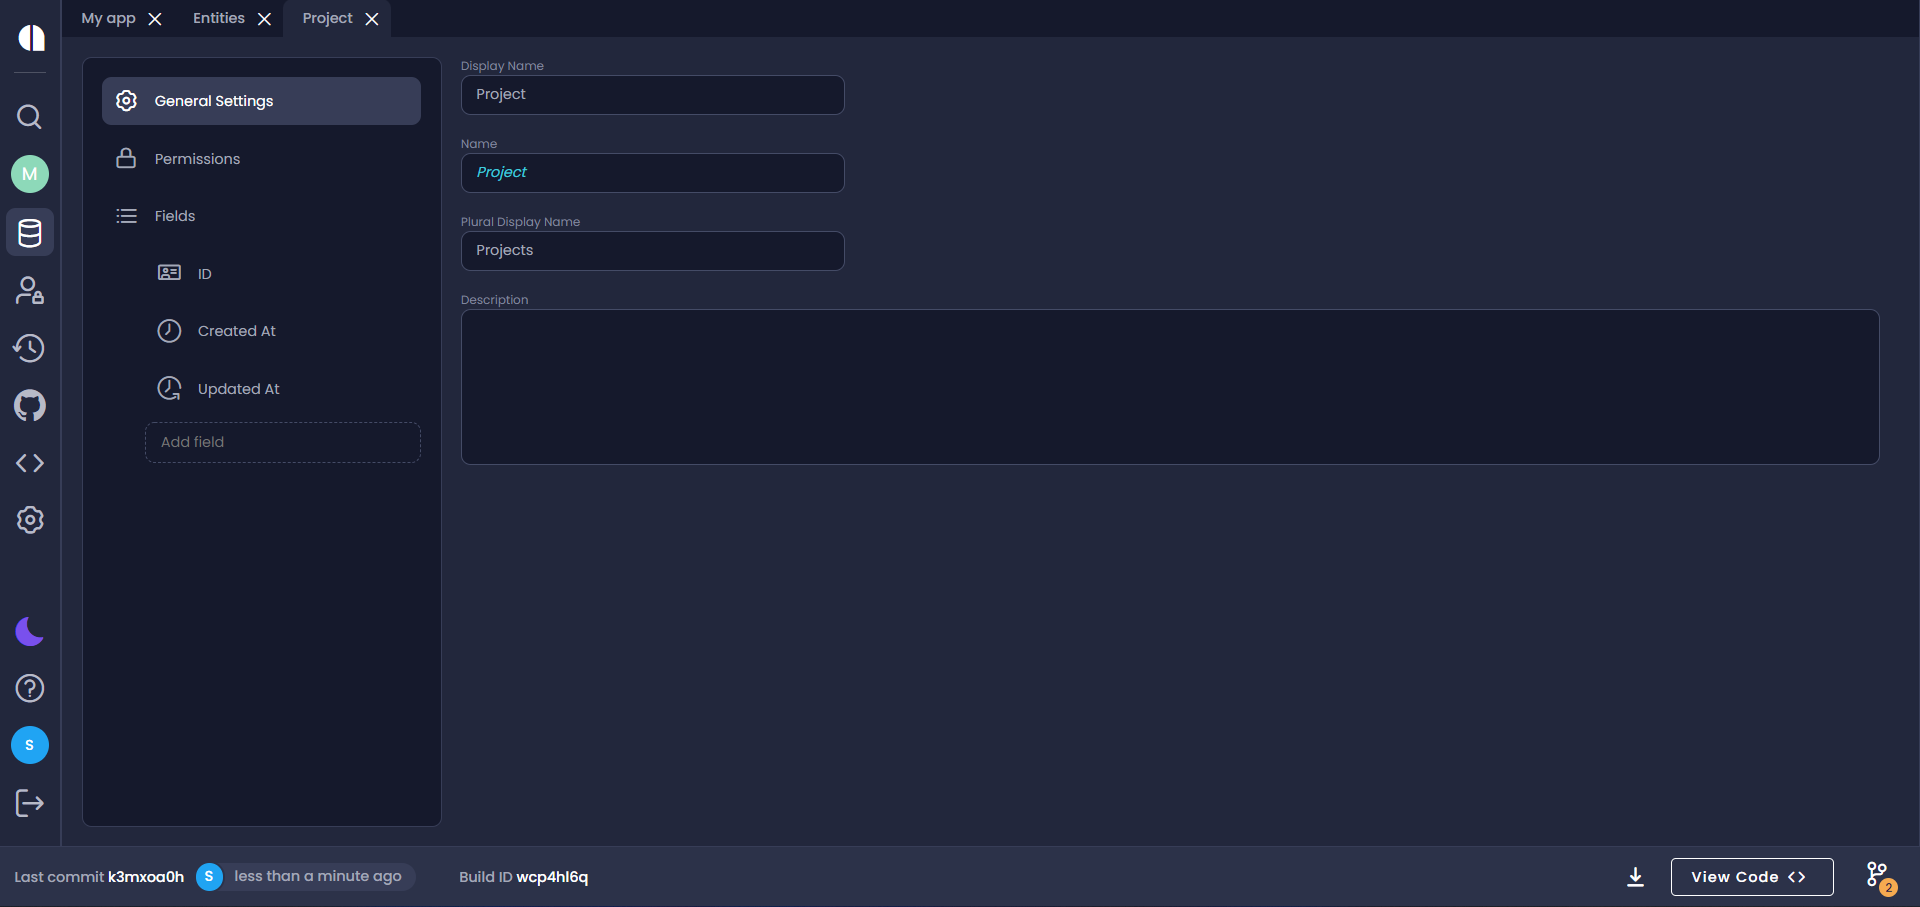 My app
Entities
Project
General Settings
Permissions
Fields
ID
Created At
Updated At
Add field
Display Name
Project
Name
Project
Plural Display Name
Projects
Description
M
S
Last commit k3mxoa0h S less than a minute ago
Build ID wcp4hl6q
View Code
2